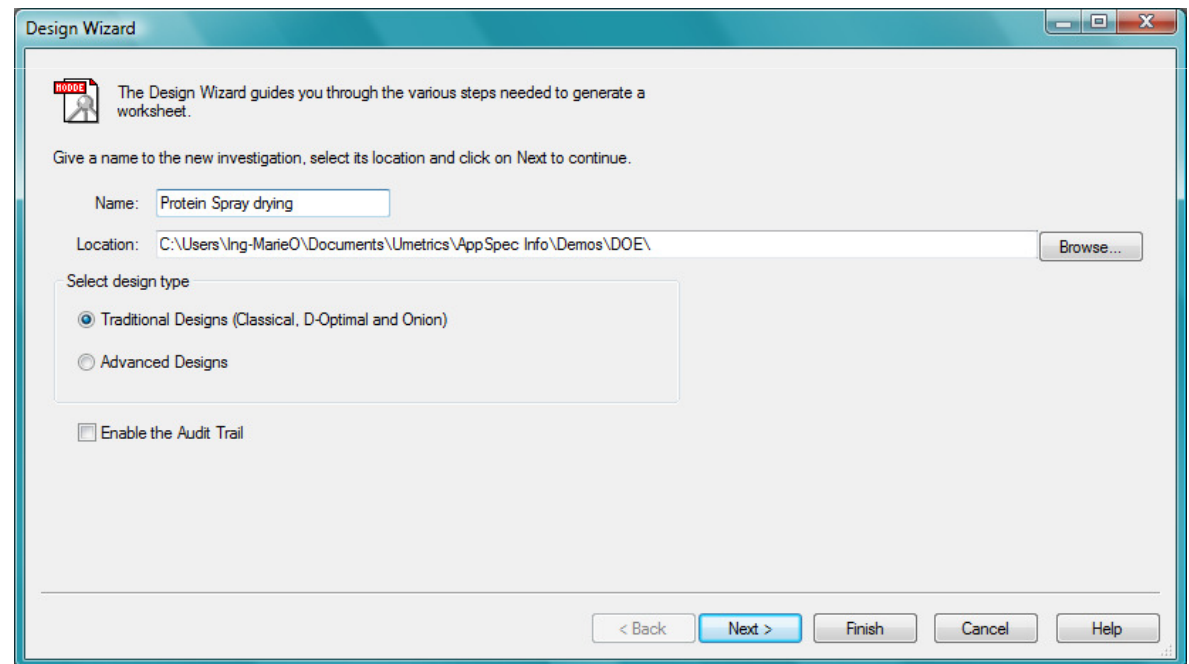 Design Wizard
MODDE
The Design Wizard guides you through the various steps needed to generate a
worksheet.
Give a name to the new investigation, select its location and click on Next to continue.
Name: Protein Spray drying
Location: C:\Users\Ing-MarieO\Documents\Umetrics\AppSpec Info\Demos\DOE\ Browse...
Select design type
Traditional Designs (Classical, D-Optimal and Onion)
Advanced Designs
Enable the Audit Trail
< Back Next > Finish Cancel Help